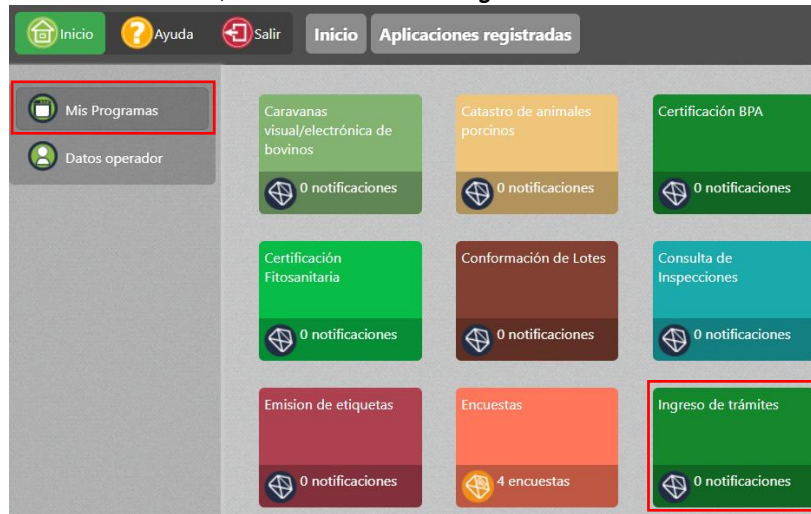 Inicio
Ayuda
Salir
Inicio
Aplicaciones registradas
Mis Programas
Datos operador
Caravanas
visual/electrónica de
bovinos
0 notificaciones
Catastro de animales
porcinos
0 notificaciones
Certificación BPA
0 notificaciones
Certificación
Fitosanitaria
0 notificaciones
Conformación de Lotes
0 notificaciones
Consulta de
Inspecciones
0 notificaciones
Emision de etiquetas
0 notificaciones
Encuestas
4 encuestas
Ingreso de trámites
0 notificaciones